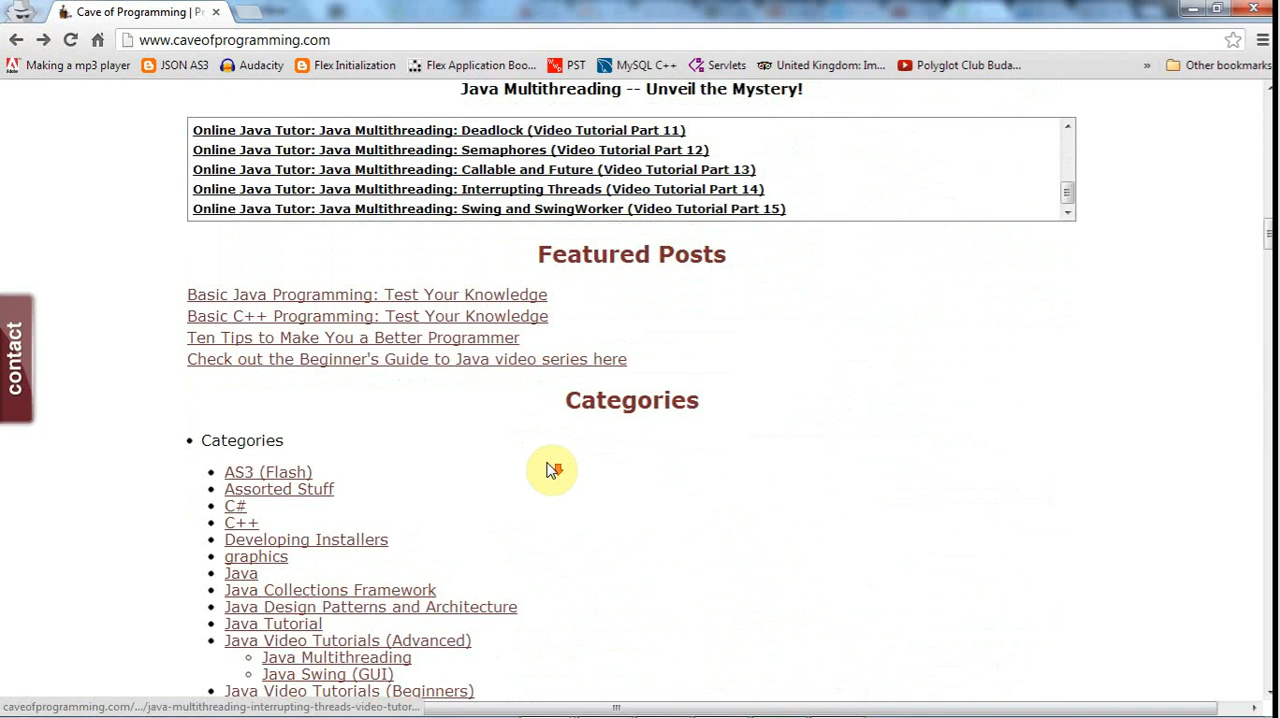 Cave of Programming | Pr
www.caveofprogramming.com
Making a mp3 player JSON AS3 Audacity Flex Initialization Flex Application Boo... PST MySQL C++ Servlets United Kingdom: Im... Polyglot Club Buda... » Other bookmarks
Java Multithreading -- Unveil the Mystery!
Online Java Tutor: Java Multithreading: Deadlock (Video Tutorial Part 11)
Online Java Tutor: Java Multithreading: Semaphores (Video Tutorial Part 12)
Online Java Tutor: Java Multithreading: Callable and Future (Video Tutorial Part 13)
Online Java Tutor: Java Multithreading: Interrupting Threads (Video Tutorial Part 14)
Online Java Tutor: Java Multithreading: Swing and SwingWorker (Video Tutorial Part 15)
Featured Posts
Basic Java Programming: Test Your Knowledge
Basic C++ Programming: Test Your Knowledge
Ten Tips to Make You a Better Programmer
Check out the Beginner's Guide to Java video series here
contact
Categories
Categories
AS3 (Flash)
Assorted Stuff
C#
C++
Developing Installers
graphics
Java
Java Collections Framework
Java Design Patterns and Architecture
Java Tutorial
Java Video Tutorials (Advanced)
Java Multithreading
Java Swing (GUI)
Java Video Tutorials (Beginners)
caveofprogramming.com/.../java-multithreading-interrupting-threads-video-tutor...